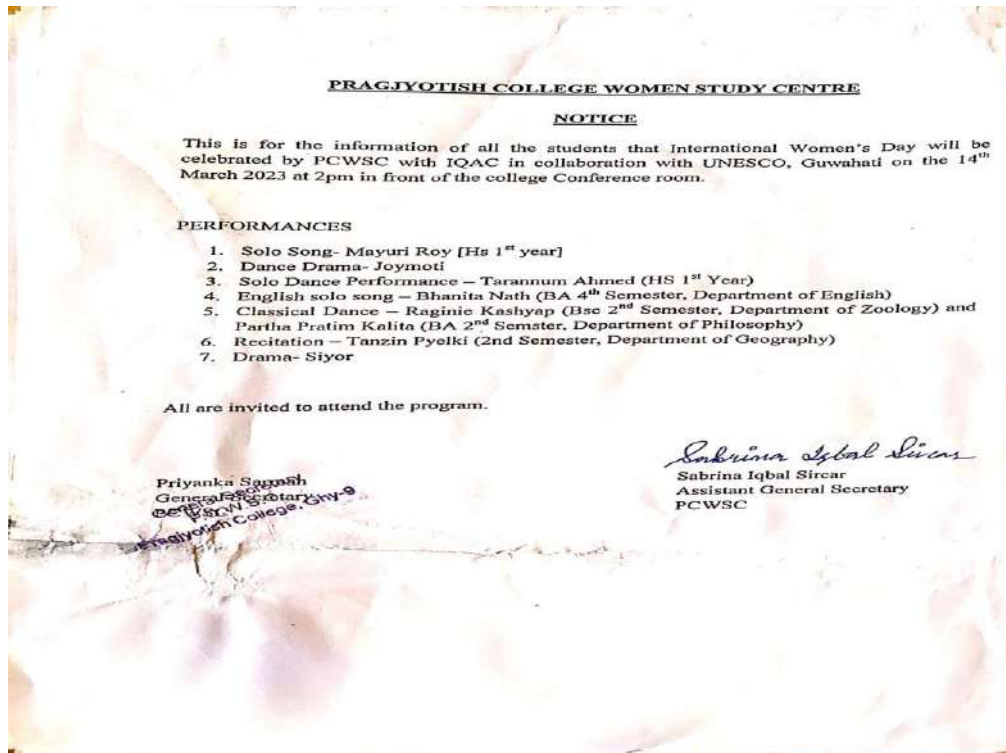 PRAGJYOTISH COLLEGE WOMEN STUDY CENTRE
NOTICE
This is for the information of all the students that International Women's Day will be
celebrated by PCWSC with IQAC in collaboration with UNESCO, Guwahati on the 14th
March 2023 at 2pm in front of the college Conference room.
PERFORMANCES
1. Solo Song- Mayuri Roy [Hs 1st year]
2. Dance Drama- Joymoti
3. Solo Dance Performance – Tarannum Ahmed (HS 1st Year)
4. English solo song – Bhanita Nath (BA 4th Semester, Department of English)
5. Classical Dance – Raginie Kashyap (Bsc 2nd Semester, Department of Zoology) and
Partha Pratim Kalita (BA 2nd Semster, Department of Philosophy)
6. Recitation – Tanzin Pyelki (2nd Semester, Department of Geography)
7. Drama- Siyor
All are invited to attend the program.
Sabrina Iqbal Sircar
Priyanka Sarmah
General Secretary
Pragjyotish College, Ghy-9
Sabrina Iqbal Sircar
Assistant General Secretary
PCWSC